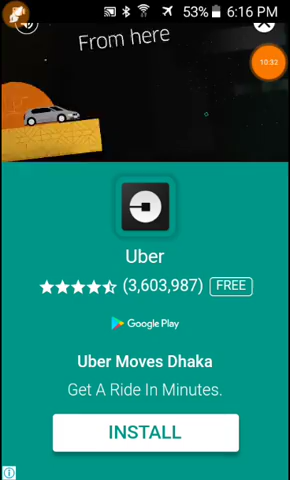 53% 6:16 PM
From here
10:32
Uber
(3,603,987) FREE
Google Play
Uber Moves Dhaka
Get A Ride In Minutes.
INSTALL